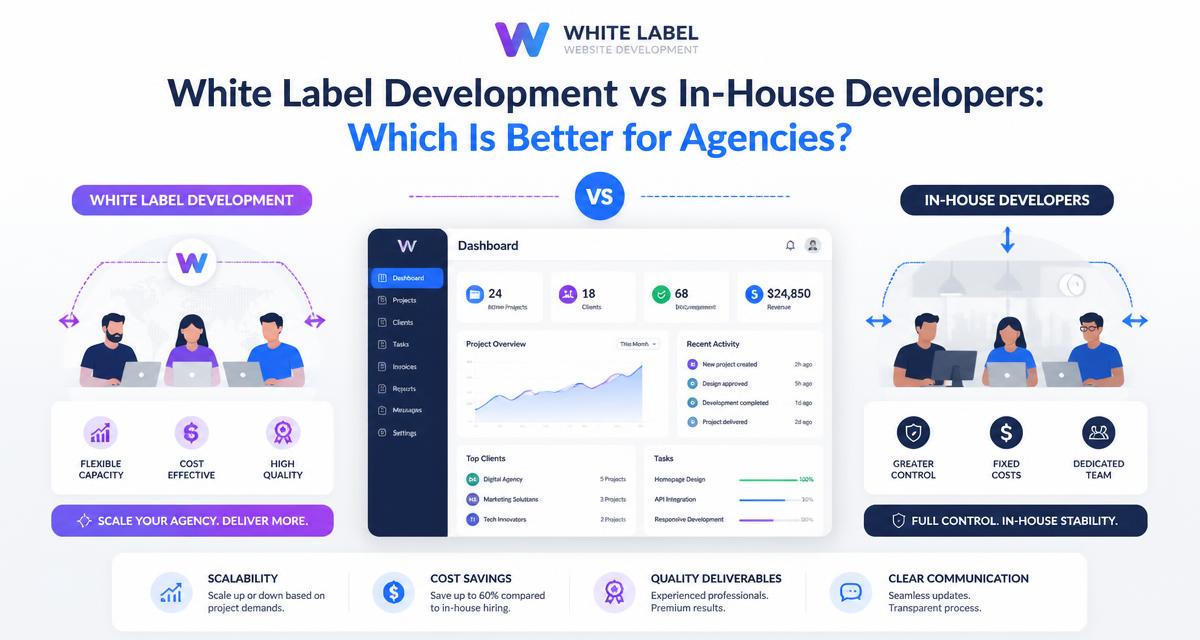 W
WHITE LABEL
WEBSITE DEVELOPMENT
White Label Development vs In-House Developers:
Which Is Better for Agencies?
WHITE LABEL DEVELOPMENT
VS
IN-HOUSE DEVELOPERS
W
FLEXIBLE
CAPACITY
COST
EFFECTIVE
HIGH
QUALITY
SCALE YOUR AGENCY. DELIVER MORE.
W
Dashboard
Projects
Clients
Tasks
Invoices
Reports
Messages
Settings
Dashboard
24
Projects
18
Clients
68
$24,850
Revenue
Project Overview
This Month
Recent Activity
New project created
2h ago
Design approved
5h ago
Development completed
1d ago
Project delivered
2d ago
Top Clients
Digital Agency
5 Projects
Marketing Solutions
3 Projects
Tech Innovators
2 Projects
Tasks
Homepage Design
100%
API Integration
Responsive Development
GREATER
CONTROL
FIXED
COSTS
DEDICATED
TEAM
FULL CONTROL. IN-HOUSE STABILITY.
SCALABILITY
Scale up or down based on
project demands.
COST SAVINGS
Save up to 60% compared
to in-house hiring.
QUALITY DELIVERABLES
Experienced professionals.
Premium results.
CLEAR COMMUNICATION
Seamless updates.
Transparent process.